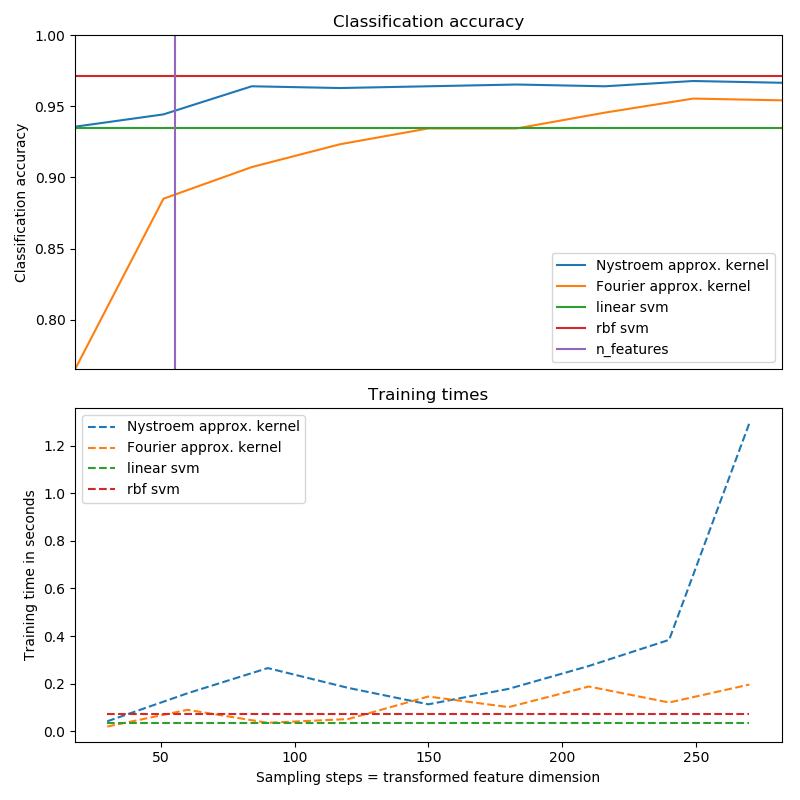 Classification accuracy
Classification accuracy
1.00
0.95
0.90
0.85
0.80
Nystroem approx. kernel
Fourier approx. kernel
linear svm
rbf svm
n_features
Training times
Training time in seconds
1.2
1.0
0.8
0.6
0.4
0.2
0.0
Nystroem approx. kernel
Fourier approx. kernel
linear svm
rbf svm
50 100 150 200 250
Sampling steps = transformed feature dimension